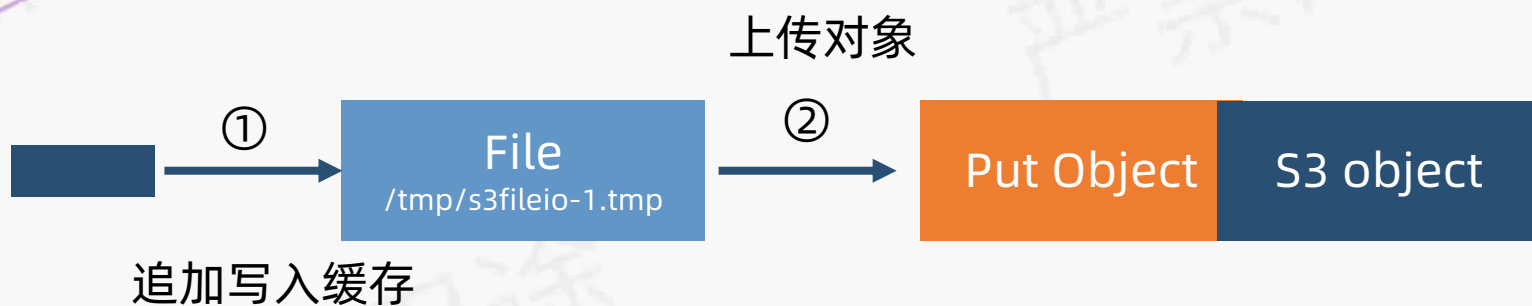 上传对象
①
②
File
/tmp/s3fileio-1.tmp
Put Object
S3 object
追加写入缓存